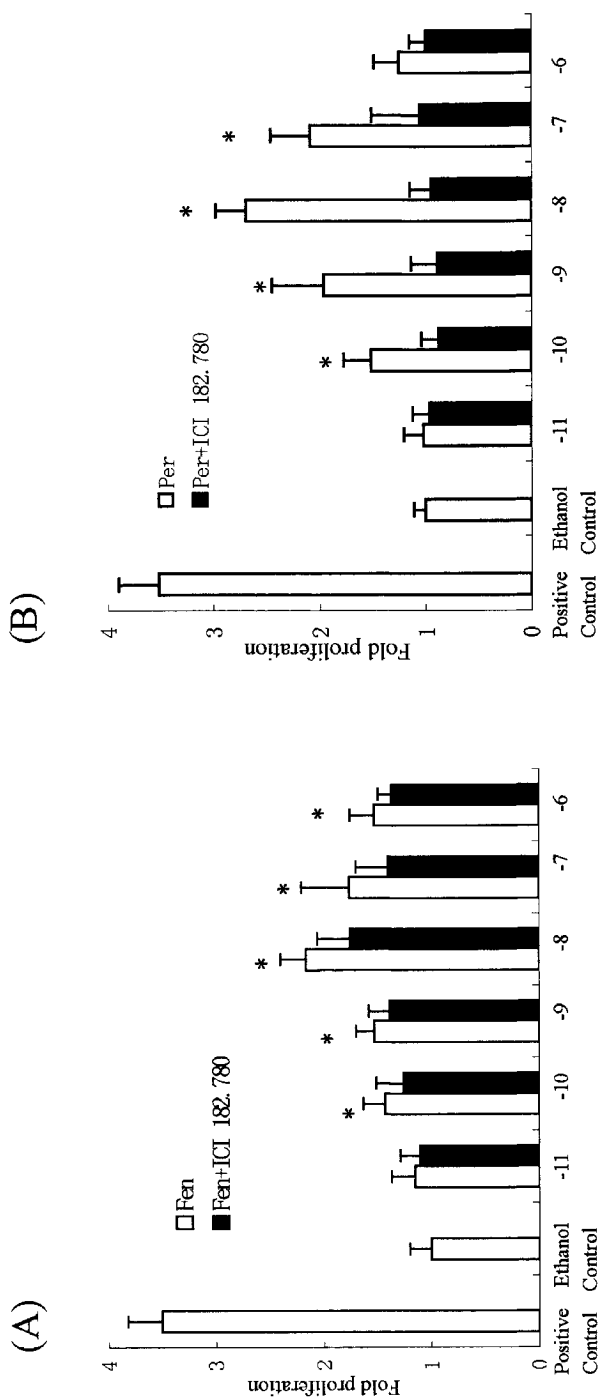 (A)
Fold proliferation
4
3
2
1
0
Fen
Fen+ICI 182.780
*
*
*
*
*
Positive Control
Ethanol Control
-11
-10
-9
-8
-7
-6
(B)
Fold proliferation
4
3
2
1
0
Per
Per+ICI 182.780
*
*
*
*
Positive Control
Ethanol Control
-11
-10
-9
-8
-7
-6